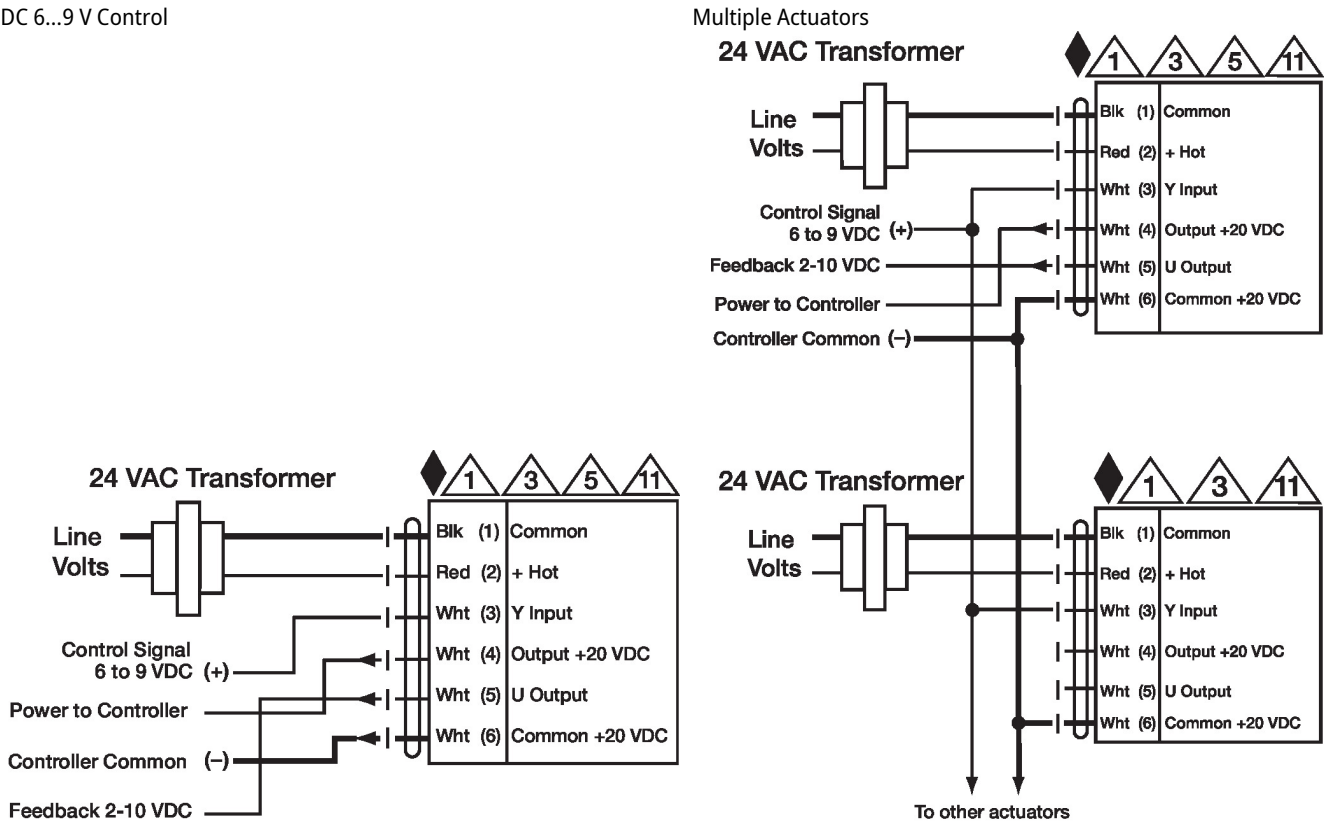 DC 6...9 V Control
24 VAC Transformer
1 3 5 11
Line
Volts
Blk (1) Common
Red (2) + Hot
Wht (3) Y Input
Wht (4) Output +20 VDC
Wht (5) U Output
Wht (6) Common +20 VDC
Control Signal
6 to 9 VDC (+)
Power to Controller
Controller Common (–)
Feedback 2-10 VDC
Multiple Actuators
24 VAC Transformer
1 3 5 11
Line
Volts
Blk (1) Common
Red (2) + Hot
Wht (3) Y Input
Wht (4) Output +20 VDC
Wht (5) U Output
Wht (6) Common +20 VDC
Control Signal
6 to 9 VDC (+)
Feedback 2-10 VDC
Power to Controller
Controller Common (–)
24 VAC Transformer
1 3 11
Line
Volts
Blk (1) Common
Red (2) + Hot
Wht (3) Y Input
Wht (4) Output +20 VDC
Wht (5) U Output
Wht (6) Common +20 VDC
To other actuators